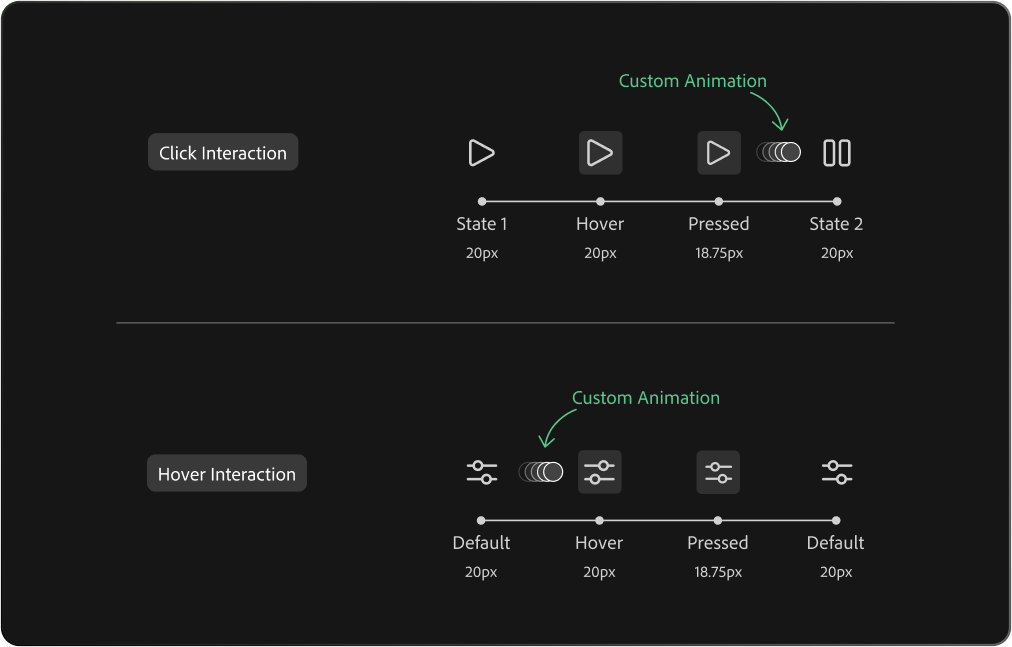 Custom Animation
Click Interaction
State 1 Hover Pressed State 2
20px 20px 18.75px 20px
Custom Animation
Hover Interaction
Default Hover Pressed Default
20px 20px 18.75px 20px